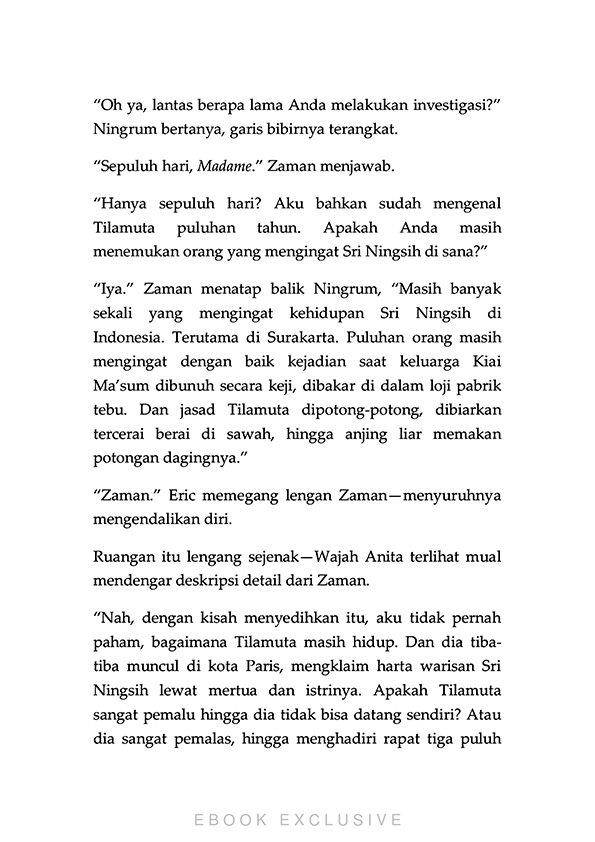 “Oh ya, lantas berapa lama Anda melakukan investigasi?”
Ningrum bertanya, garis bibirnya terangkat.
“Sepuluh hari, Madame.” Zaman menjawab.
“Hanya sepuluh hari? Aku bahkan sudah mengenal
Tilamuta puluhan tahun. Apakah Anda masih
menemukan orang yang mengingat Sri Ningsih di sana?”
“Iya.” Zaman menatap balik Ningrum, “Masih banyak
sekali yang mengingat kehidupan Sri Ningsih di
Indonesia. Terutama di Surakarta. Puluhan orang masih
mengingat dengan baik kejadian saat keluarga Kiai
Ma’sum dibunuh secara keji, dibakar di dalam loji pabrik
tebu. Dan jasad Tilamuta dipotong-potong, dibiarkan
tercerai berai di sawah, hingga anjing liar memakan
potongan dagingnya.”
“Zaman.” Eric memegang lengan Zaman—menyuruhnya
mengendalikan diri.
Ruangan itu lengang sejenak—Wajah Anita terlihat mual
mendengar deskripsi detail dari Zaman.
“Nah, dengan kisah menyedihkan itu, aku tidak pernah
paham, bagaimana Tilamuta masih hidup. Dan dia tiba-
tiba muncul di kota Paris, mengklaim harta warisan Sri
Ningsih lewat mertua dan istrinya. Apakah Tilamuta
sangat pemalu hingga dia tidak bisa datang sendiri? Atau
dia sangat pemalas, hingga menghadiri rapat tiga puluh
EBOOK EXCLUSIVE